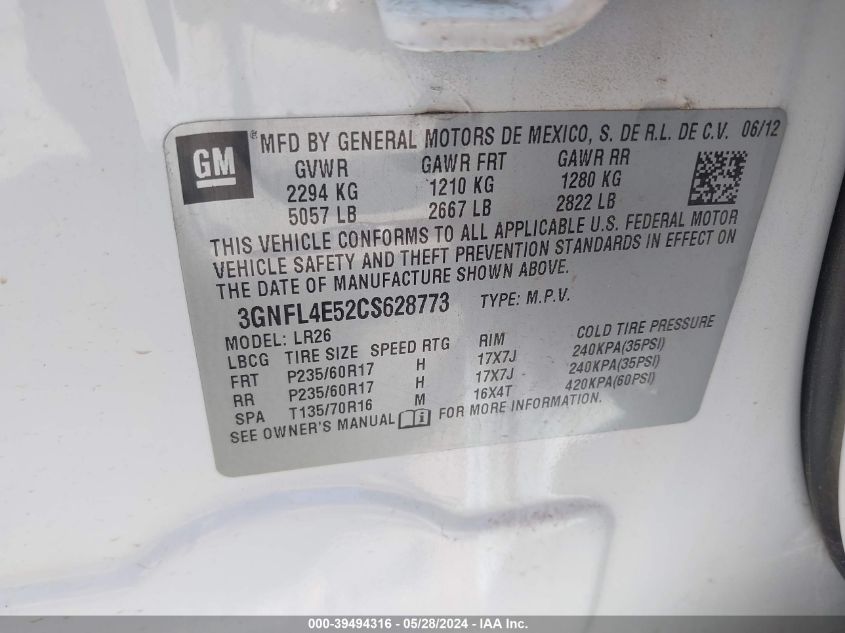 GM
® MFD BY GENERAL MOTORS DE MEXICO, S. DE R.L. DE C.V. 06/12
GVWR GAWR FRT GAWR RR
2294 KG 1210 KG 1280 KG
5057 LB 2667 LB 2822 LB
THIS VEHICLE CONFORMS TO ALL APPLICABLE U.S. FEDERAL MOTOR
VEHICLE SAFETY AND THEFT PREVENTION STANDARDS IN EFFECT ON
THE DATE OF MANUFACTURE SHOWN ABOVE.
3GNFL4E52CS628773 TYPE: M.P.V.
MODEL: LR26
LBCG TIRE SIZE SPEED RTG RIM COLD TIRE PRESSURE
FRT P235/60R17 H 17X7J 240KPA(35PSI)
RR P235/60R17 H 17X7J 240KPA(35PSI)
SPA T135/70R16 M 16X4T 420KPA(60PSI)
SEE OWNER'S MANUAL i FOR MORE INFORMATION.
000-39494316 - 05/28/2024 - IAA Inc.